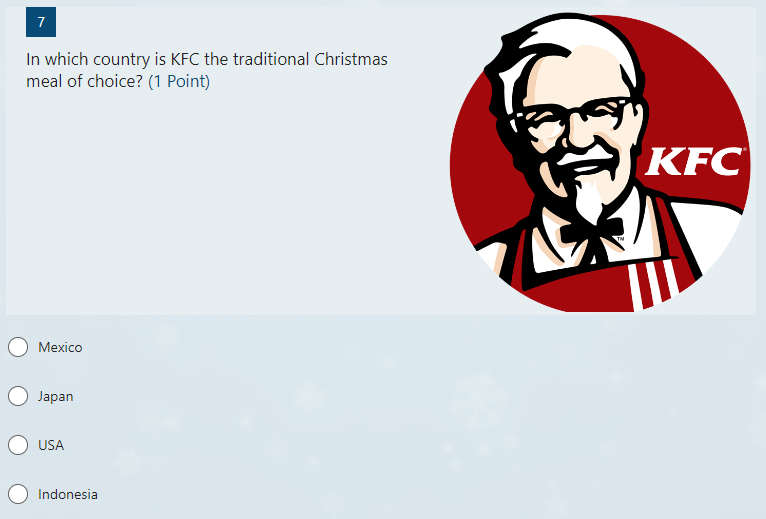 7
In which country is KFC the traditional Christmas
meal of choice? (1 Point)
KFC
TM
Mexico
Japan
USA
Indonesia